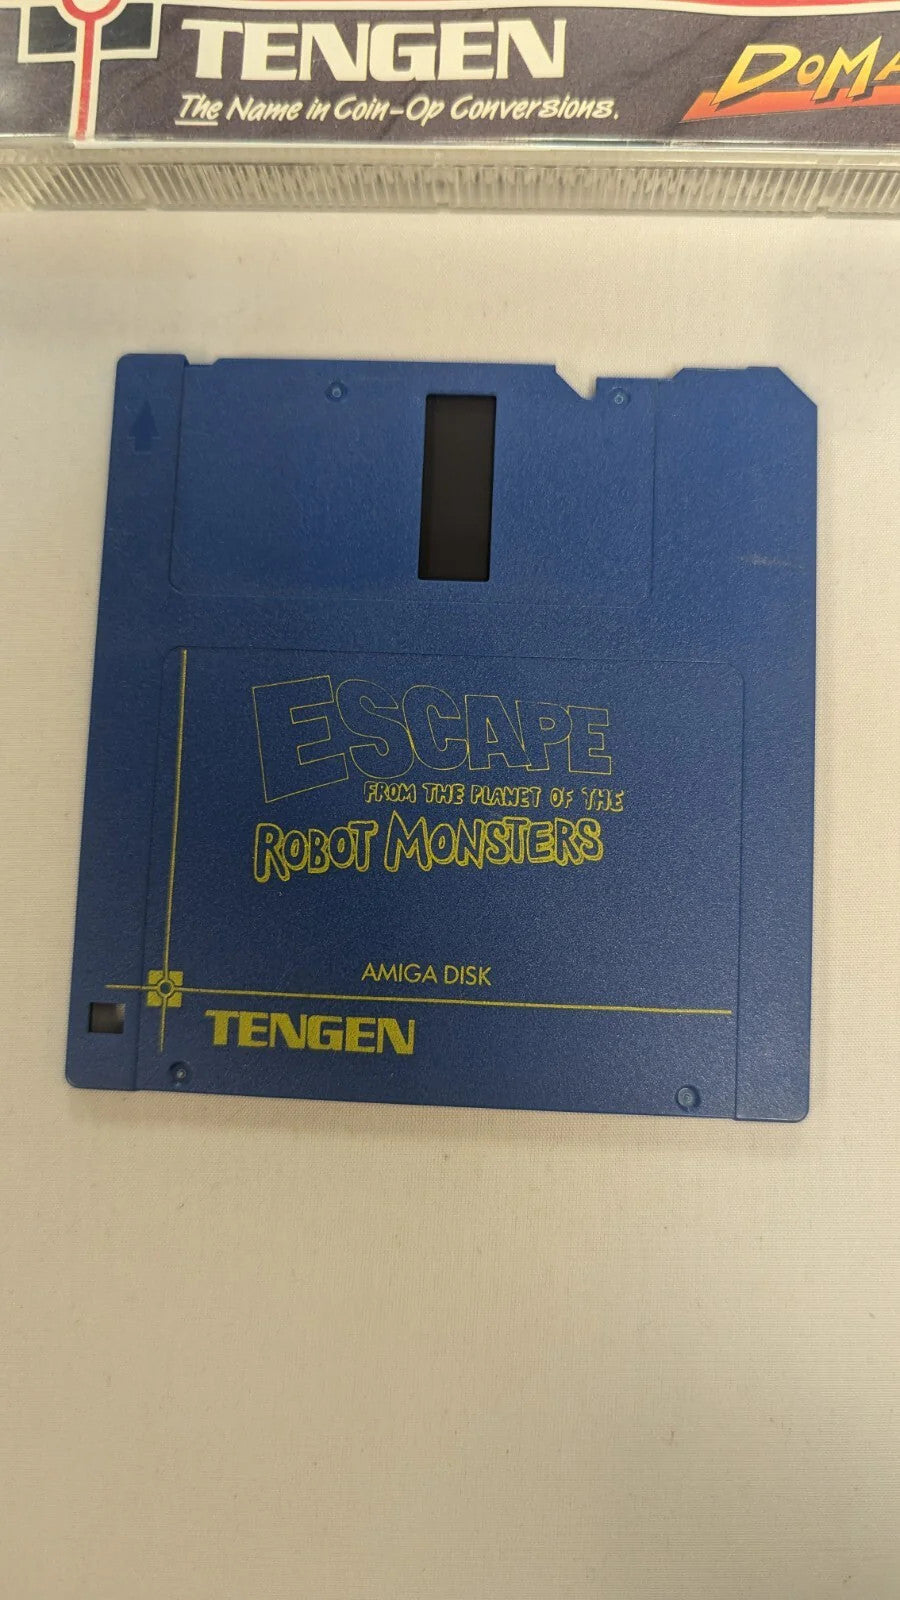 TENGEN
The Name in Coin-Op Conversions.
ESCAPE
FROM THE PLANET OF THE
ROBOT MONSTERS
AMIGA DISK
TENGEN